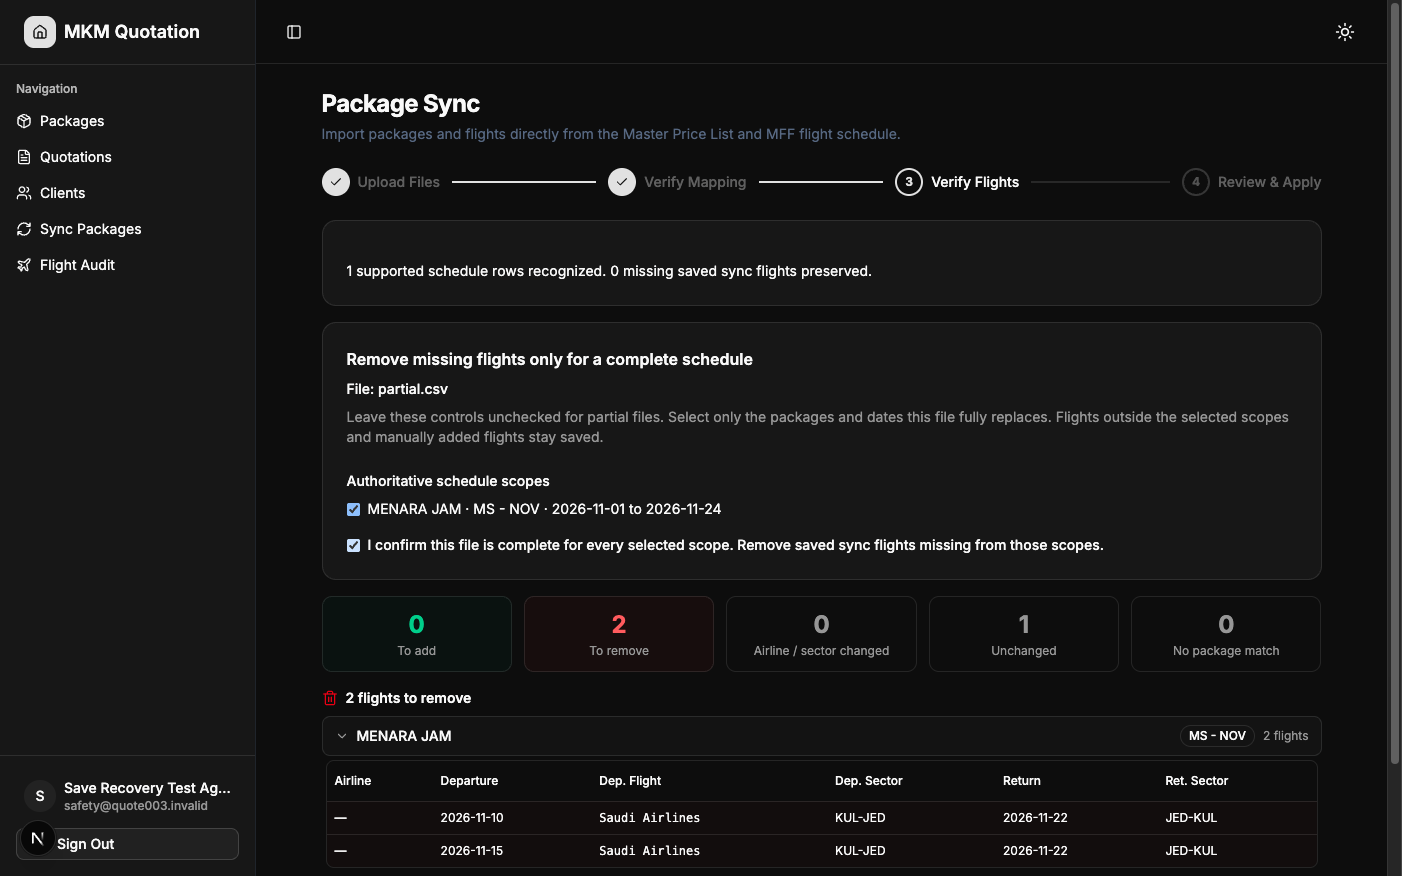 MKM Quotation
Navigation
Packages
Quotations
Clients
Sync Packages
Flight Audit
Package Sync
Import packages and flights directly from the Master Price List and MFF flight schedule.
Upload Files
Verify Mapping
3 Verify Flights
4 Review & Apply
1 supported schedule rows recognized. 0 missing saved sync flights preserved.
Remove missing flights only for a complete schedule
File: partial.csv
Leave these controls unchecked for partial files. Select only the packages and dates this file fully replaces. Flights outside the selected scopes
and manually added flights stay saved.
Authoritative schedule scopes
MENARA JAM · MS - NOV · 2026-11-01 to 2026-11-24
I confirm this file is complete for every selected scope. Remove saved sync flights missing from those scopes.
0
To add
2
To remove
0
Airline / sector changed
1
Unchanged
0
No package match
2 flights to remove
MENARA JAM MS - NOV 2 flights
Airline Departure Dep. Flight Dep. Sector Return Ret. Sector
— 2026-11-10 Saudi Airlines KUL-JED 2026-11-22 JED-KUL
— 2026-11-15 Saudi Airlines KUL-JED 2026-11-22 JED-KUL
S
Save Recovery Test Ag...
safety@quote003.invalid
N
Sign Out